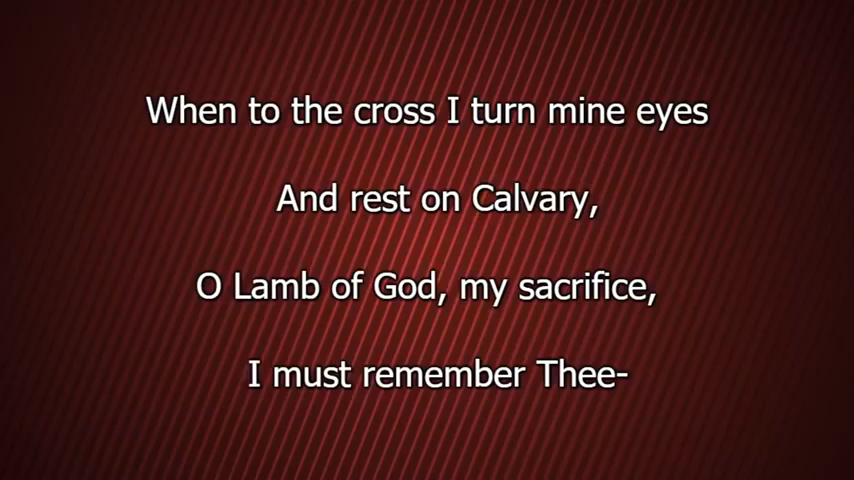 When to the cross I turn mine eyes
And rest on Calvary,
O Lamb of God, my sacrifice,
I must remember Thee-